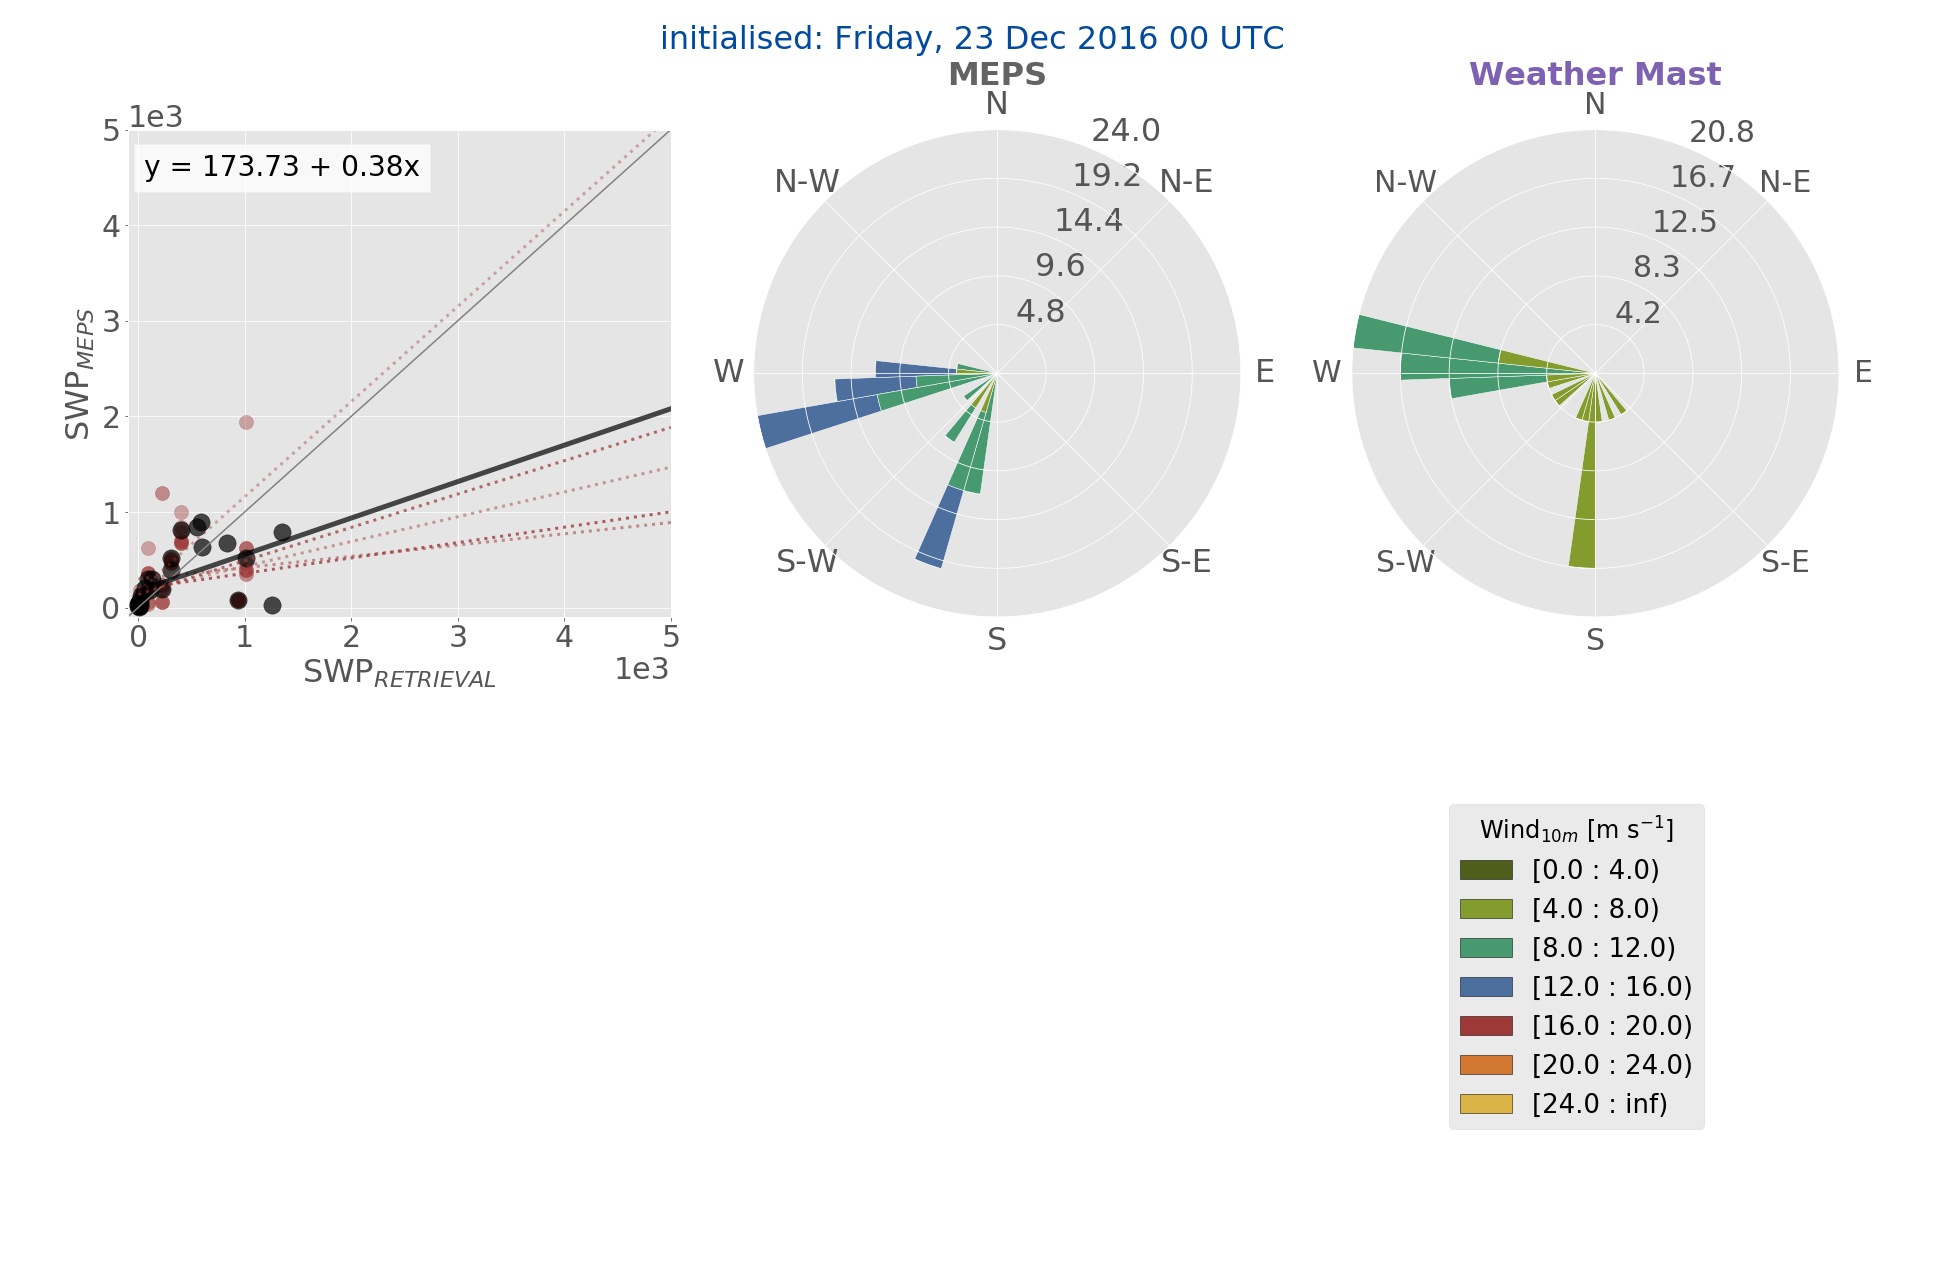 initialised: Friday, 23 Dec 2016 00 UTC
MEPS
Weather Mast
1e3
y = 173.73 + 0.38x
5
4
3
2
1
0
SWP_MEPS
0 1 2 3 4 5
1e3
SWP_RETRIEVAL
N
N-E
E
S-E
S
S-W
W
N-W
24.0
19.2
14.4
9.6
4.8
N
N-E
E
S-E
S
S-W
W
N-W
20.8
16.7
12.5
8.3
4.2
Wind_10m [m s⁻¹]
[0.0 : 4.0)
[4.0 : 8.0)
[8.0 : 12.0)
[12.0 : 16.0)
[16.0 : 20.0)
[20.0 : 24.0)
[24.0 : inf)